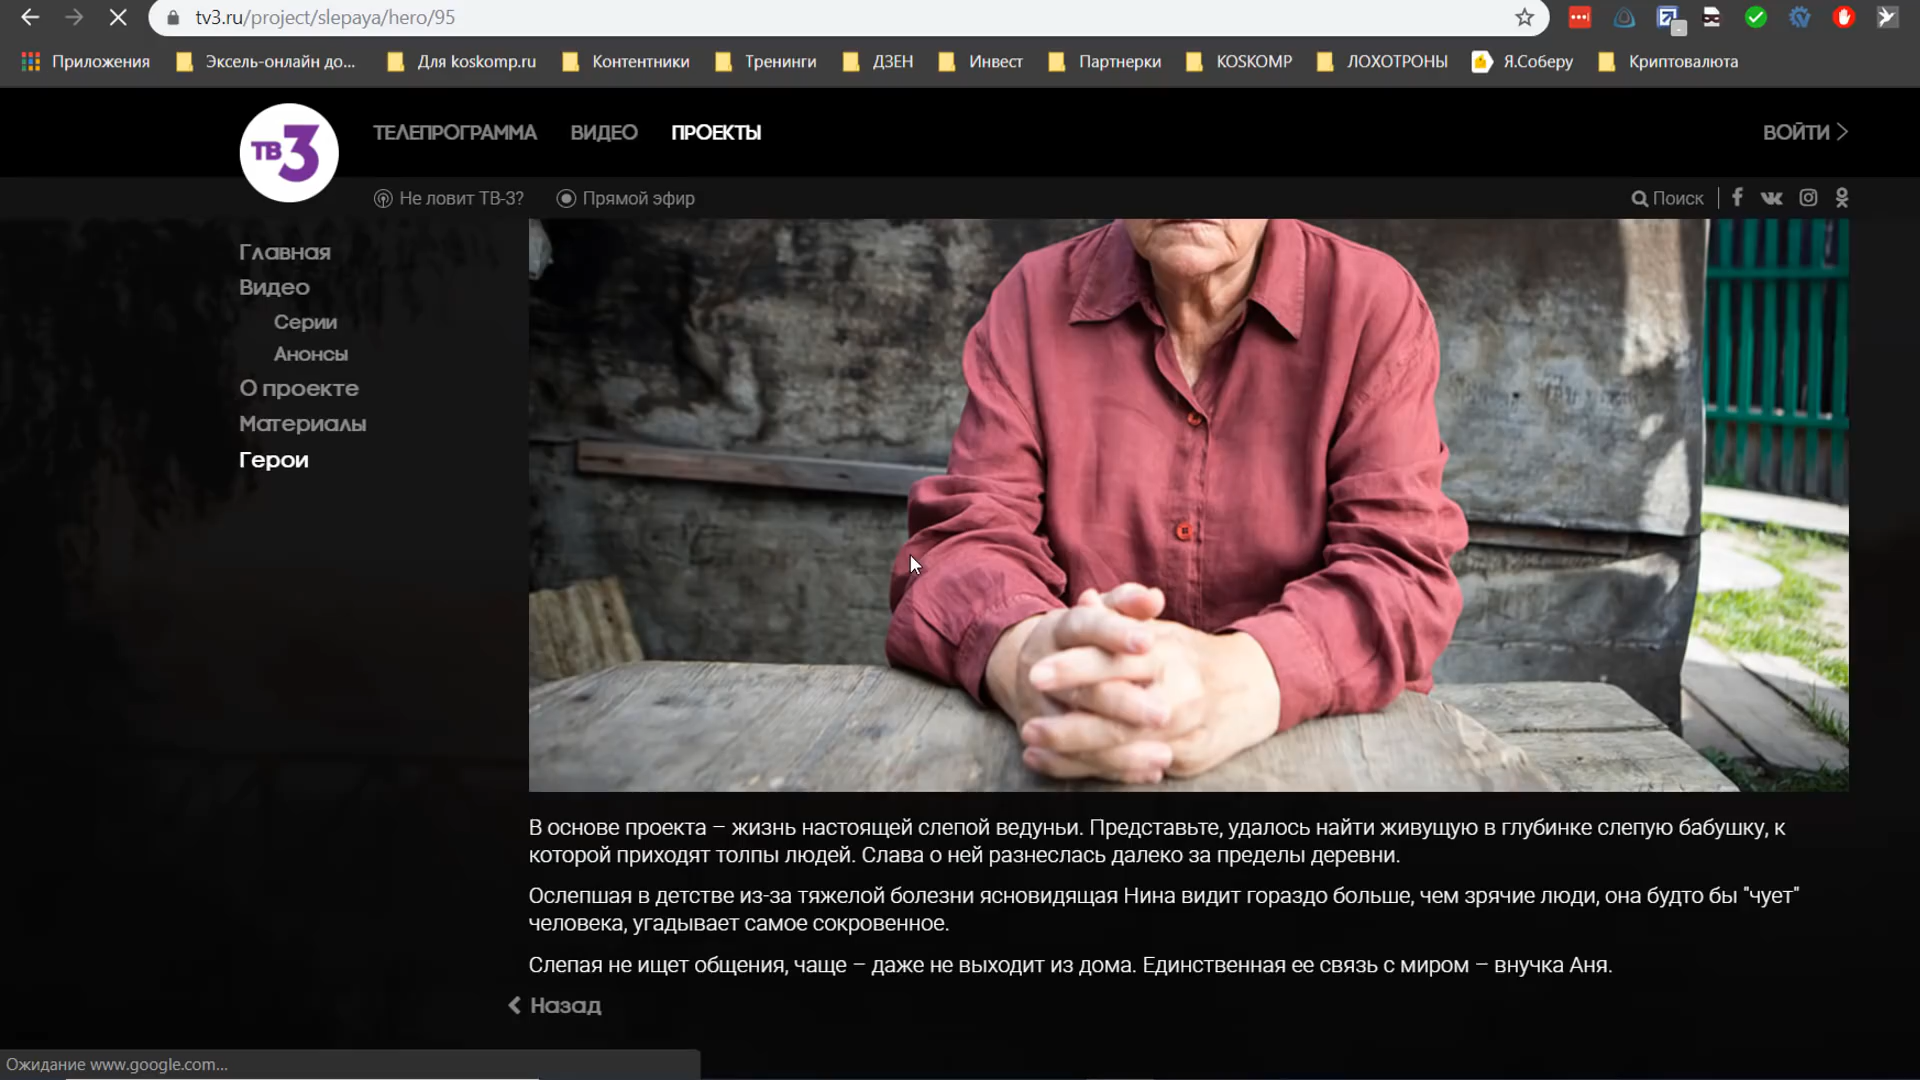 tv3.ru/project/slepaya/hero/95
Приложения Эксель-онлайн до... Для koskomp.ru Контентники Тренинги ДЗЕН Инвест Партнерки KOSKOMP ЛОХОТРОНЫ Я.Соберу Криптовалюта
ТВ3 ТЕЛЕПРОГРАММА ВИДЕО ПРОЕКТЫ ВОЙТИ
Не ловит ТВ-3? Прямой эфир Поиск
Главная
Видео
Серии
Анонсы
О проекте
Материалы
Герои
В основе проекта – жизнь настоящей слепой ведуньи. Представьте, удалось найти живущую в глубинке слепую бабушку, к
которой приходят толпы людей. Слава о ней разнеслась далеко за пределы деревни.
Ослепшая в детстве из-за тяжелой болезни ясновидящая Нина видит гораздо больше, чем зрячие люди, она будто бы "чует"
человека, угадывает самое сокровенное.
Слепая не ищет общения, чаще – даже не выходит из дома. Единственная ее связь с миром – внучка Аня.
Назад
Ожидание www.google.com...